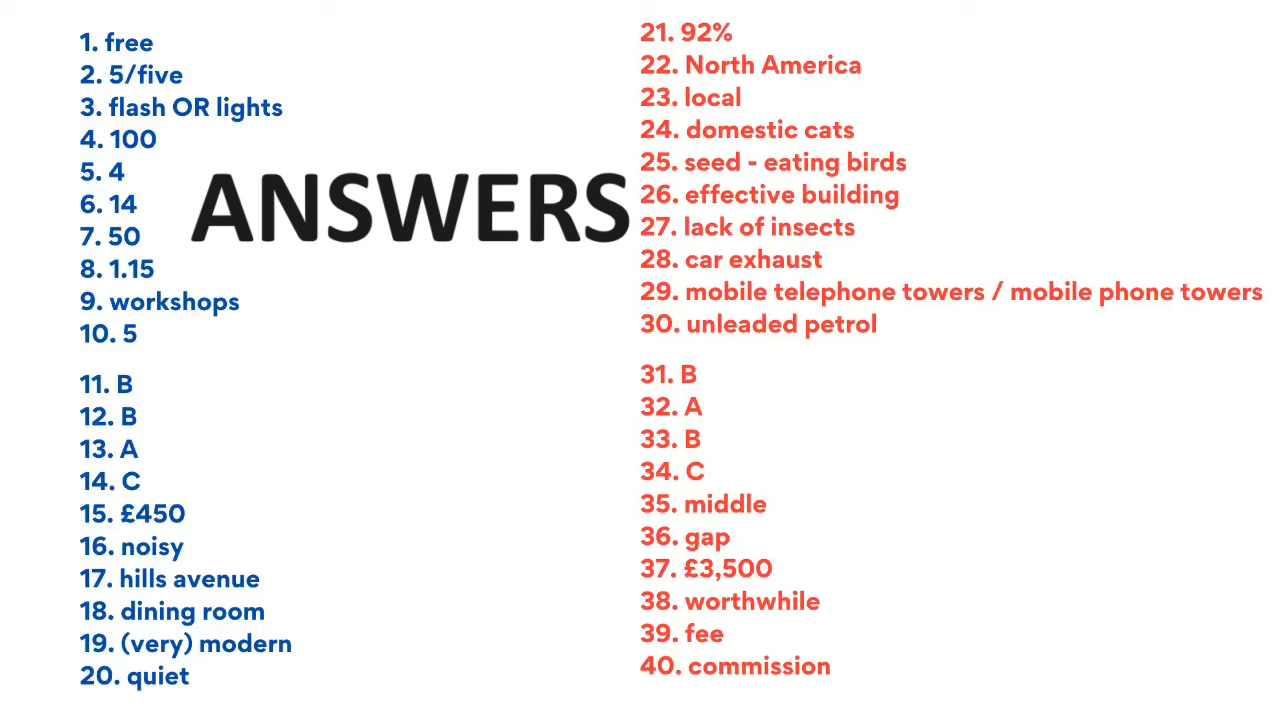 1. free
2. 5/five
3. flash OR lights
4. 100
5. 4
6. 14
7. 50
8. 1.15
9. workshops
10. 5
11. B
12. B
13. A
14. C
15. £450
16. noisy
17. hills avenue
18. dining room
19. (very) modern
20. quiet
ANSWERS
21. 92%
22. North America
23. local
24. domestic cats
25. seed - eating birds
26. effective building
27. lack of insects
28. car exhaust
29. mobile telephone towers / mobile phone towers
30. unleaded petrol
31. B
32. A
33. B
34. C
35. middle
36. gap
37. £3,500
38. worthwhile
39. fee
40. commission